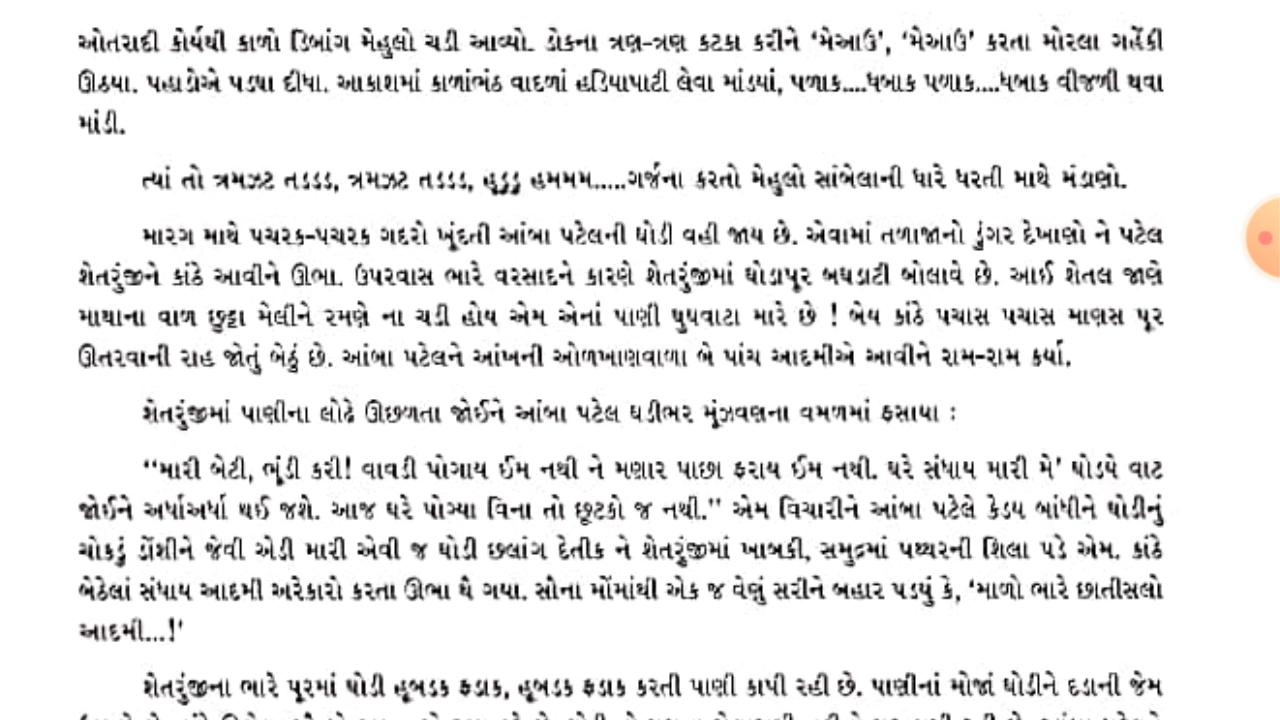 ઓતરાદી કોર્યથી કાળો ડિબાંગ મેહુલો ચડી આવ્યો. ડોકના ત્રણ-ત્રણ કટકા કરીને ‘મેઆઉ’, ‘મેઆઉ’ કરતા મોરલા ગહેંકી
ઊઠયા. પહાડોએ પડઘા દીધા. આકાશમાં કાળાંભંઠ વાદળાં હડિયાપાટી લેવા માંડયાં, પળાક....ધબાક પળાક....ધબાક વીજળી થવા
માંડી.
ત્યાં તો ત્રમઝટ તડડડ, ત્રમઝટ તડડડ, હુડુડુ હમમમ.....ગર્જના કરતો મેહુલો સાંબેલાની ધારે ધરતી માથે મંડાણો.
મારગ માથે પચરક-પચરક ગદરો ખૂંદતી આંબા પટેલની ઘોડી વહી જાય છે. એવામાં તળાજાનો ડુંગર દેખાણો ને પટેલ
શેતરુંજીને કાંઠે આવીને ઊભા. ઉપરવાસ ભારે વરસાદને કારણે શેતરુંજીમાં ઘોડાપૂર બઘડાટી બોલાવે છે. આઈ શેતલ જાણે
માથાના વાળ છુટ્ટા મેલીને રમણે ના ચડી હોય એમ એનાં પાણી ઘુઘવાટા મારે છે ! બેય કાંઠે પચાસ પચાસ માણસ પૂર
ઊતરવાની રાહ જોતું બેઠું છે. આંબા પટેલને આંખની ઓળખાણવાળા બે પાંચ આદમીએ આવીને રામ-રામ કર્યા.
શેતરુંજીમાં પાણીના લોઢે ઊછળતા જોઈને આંબા પટેલ ઘડીભર મૂંઝવણના વમળમાં ફસાયા :
“મારી બેટી, ભૂંડી કરી! વાવડી પોગાય ઈમ નથી ને મણાર પાછા ફરાય ઈમ નથી. ઘરે સંધાય મારી મે’ ઘોડયે વાટ
જોઈને અર્ધાઅર્ધા થઈ જશે. આજ ઘરે પોગ્યા વિના તો છૂટકો જ નથી.” એમ વિચારીને આંબા પટેલે કેડય બાંધીને ઘોડીનું
ચોકડું ડોંશીને જેવી એડી મારી એવી જ ઘોડી છલાંગ દેતીક ને શેતરુંજીમાં ખાબકી, સમુદ્રમાં પથ્થરની શિલા પડે એમ. કાંઠે
બેઠેલાં સંધાય આદમી અરેકારો કરતા ઊભા થૈ ગયા. સૌના મોંમાંથી એક જ વેણું સરીને બહાર પડયું કે, ‘માળો ભારે છાતીસલો
આદમી...!’
શેતરુંજીના ભારે પૂરમાં ઘોડી હૂબડક ફડાક, હૂબડક ફડાક કરતી પાણી કાપી રહી છે. પાણીનાં મોજાં ઘોડીને દડાની જેમ